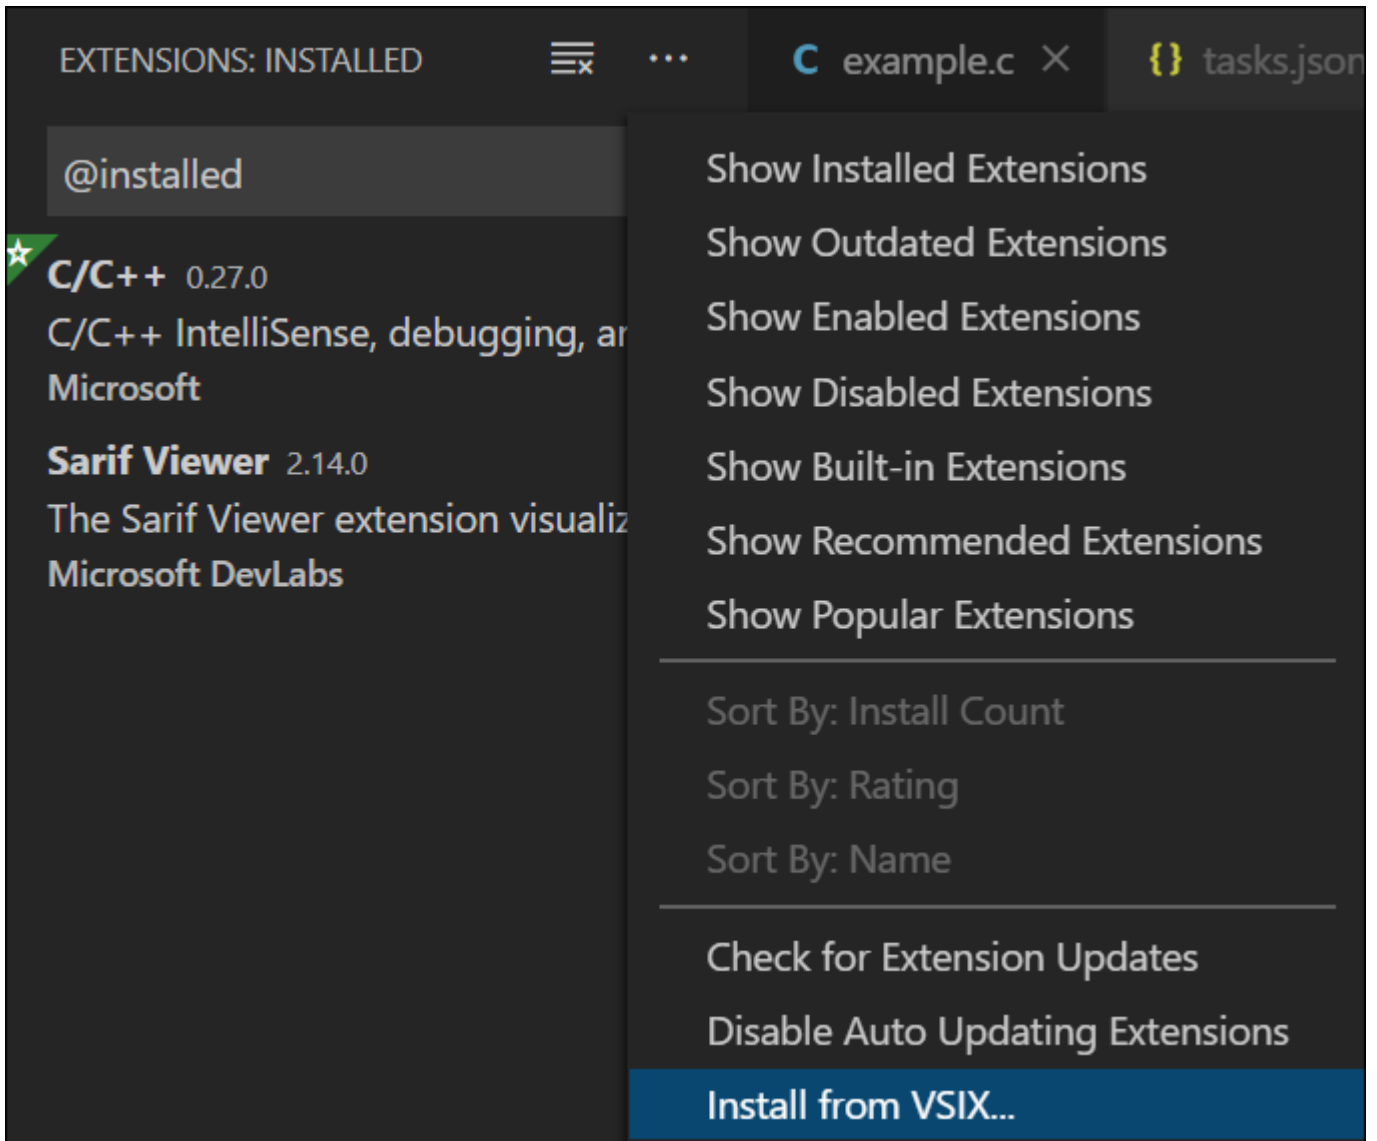 EXTENSIONS: INSTALLED
C example.c
{} tasks.json
@installed
C/C++ 0.27.0
C/C++ IntelliSense, debugging,
Microsoft
Sarif Viewer 2.14.0
The Sarif Viewer extension
Microsoft DevLabs
Show Installed Extensions
Show Outdated Extensions
Show Enabled Extensions
Show Disabled Extensions
Show Built-in Extensions
Show Recommended Extensions
Show Popular Extensions
Sort By: Install Count
Sort By: Rating
Sort By: Name
Check for Extension Updates
Disable Auto Updating Extensions
Install from VSIX...